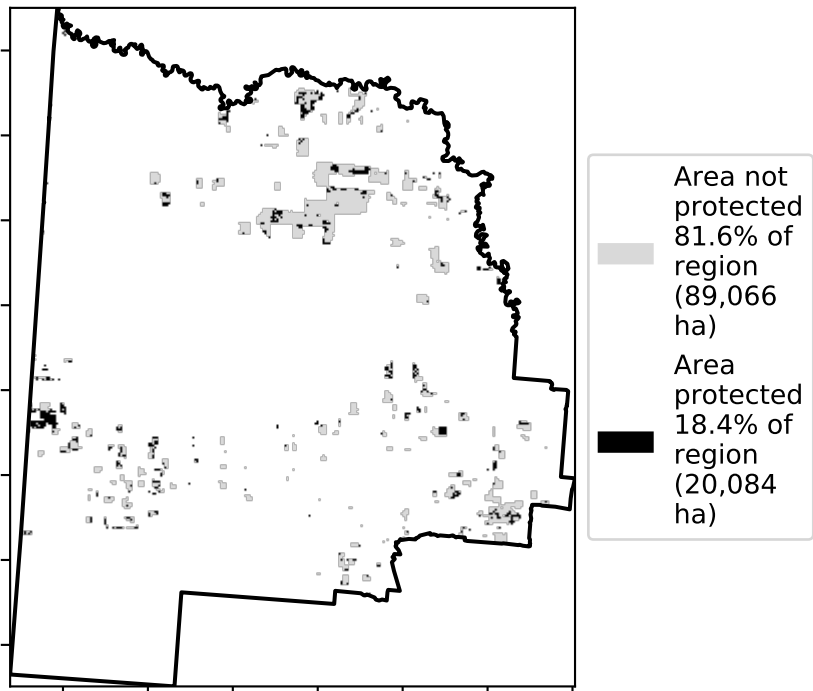 Area not
protected
81.6% of
region
(89,066
ha)
Area
protected
18.4% of
region
(20,084
ha)